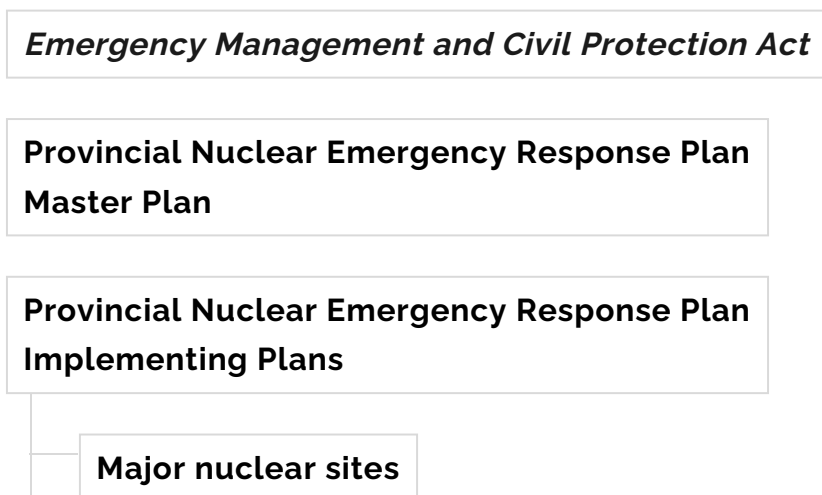 Emergency Management and Civil Protection Act
Provincial Nuclear Emergency Response Plan
Master Plan
Provincial Nuclear Emergency Response Plan
Implementing Plans
Major nuclear sites